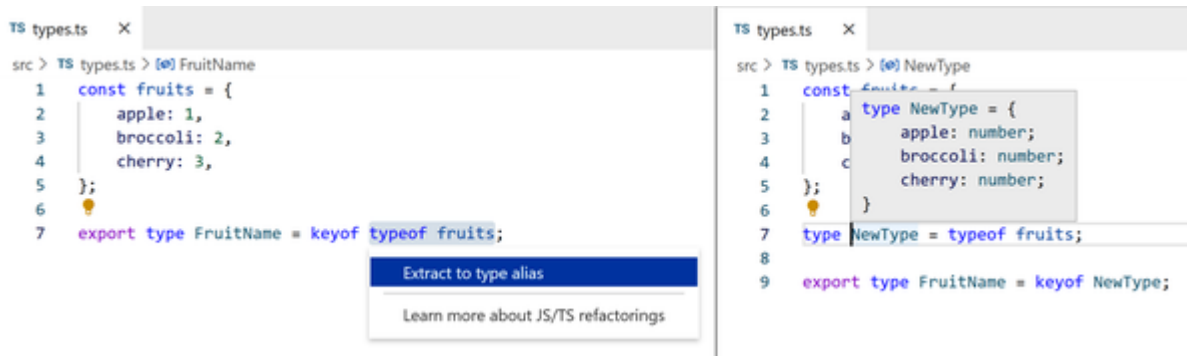 TS types.ts ×
src > TS types.ts > FruitName
1 const fruits = {
2 apple: 1,
3 broccoli: 2,
4 cherry: 3,
5 };
6
7 export type FruitName = keyof typeof fruits;
Extract to type alias
Learn more about JS/TS refactorings
TS types.ts ×
src > TS types.ts > NewType
1 const fruits = {
type NewType = {
2 a
apple: number;
3 b
broccoli: number;
4 c
cherry: number;
5 };
}
6
7 type NewType = typeof fruits;
8
9 export type FruitName = keyof NewType;